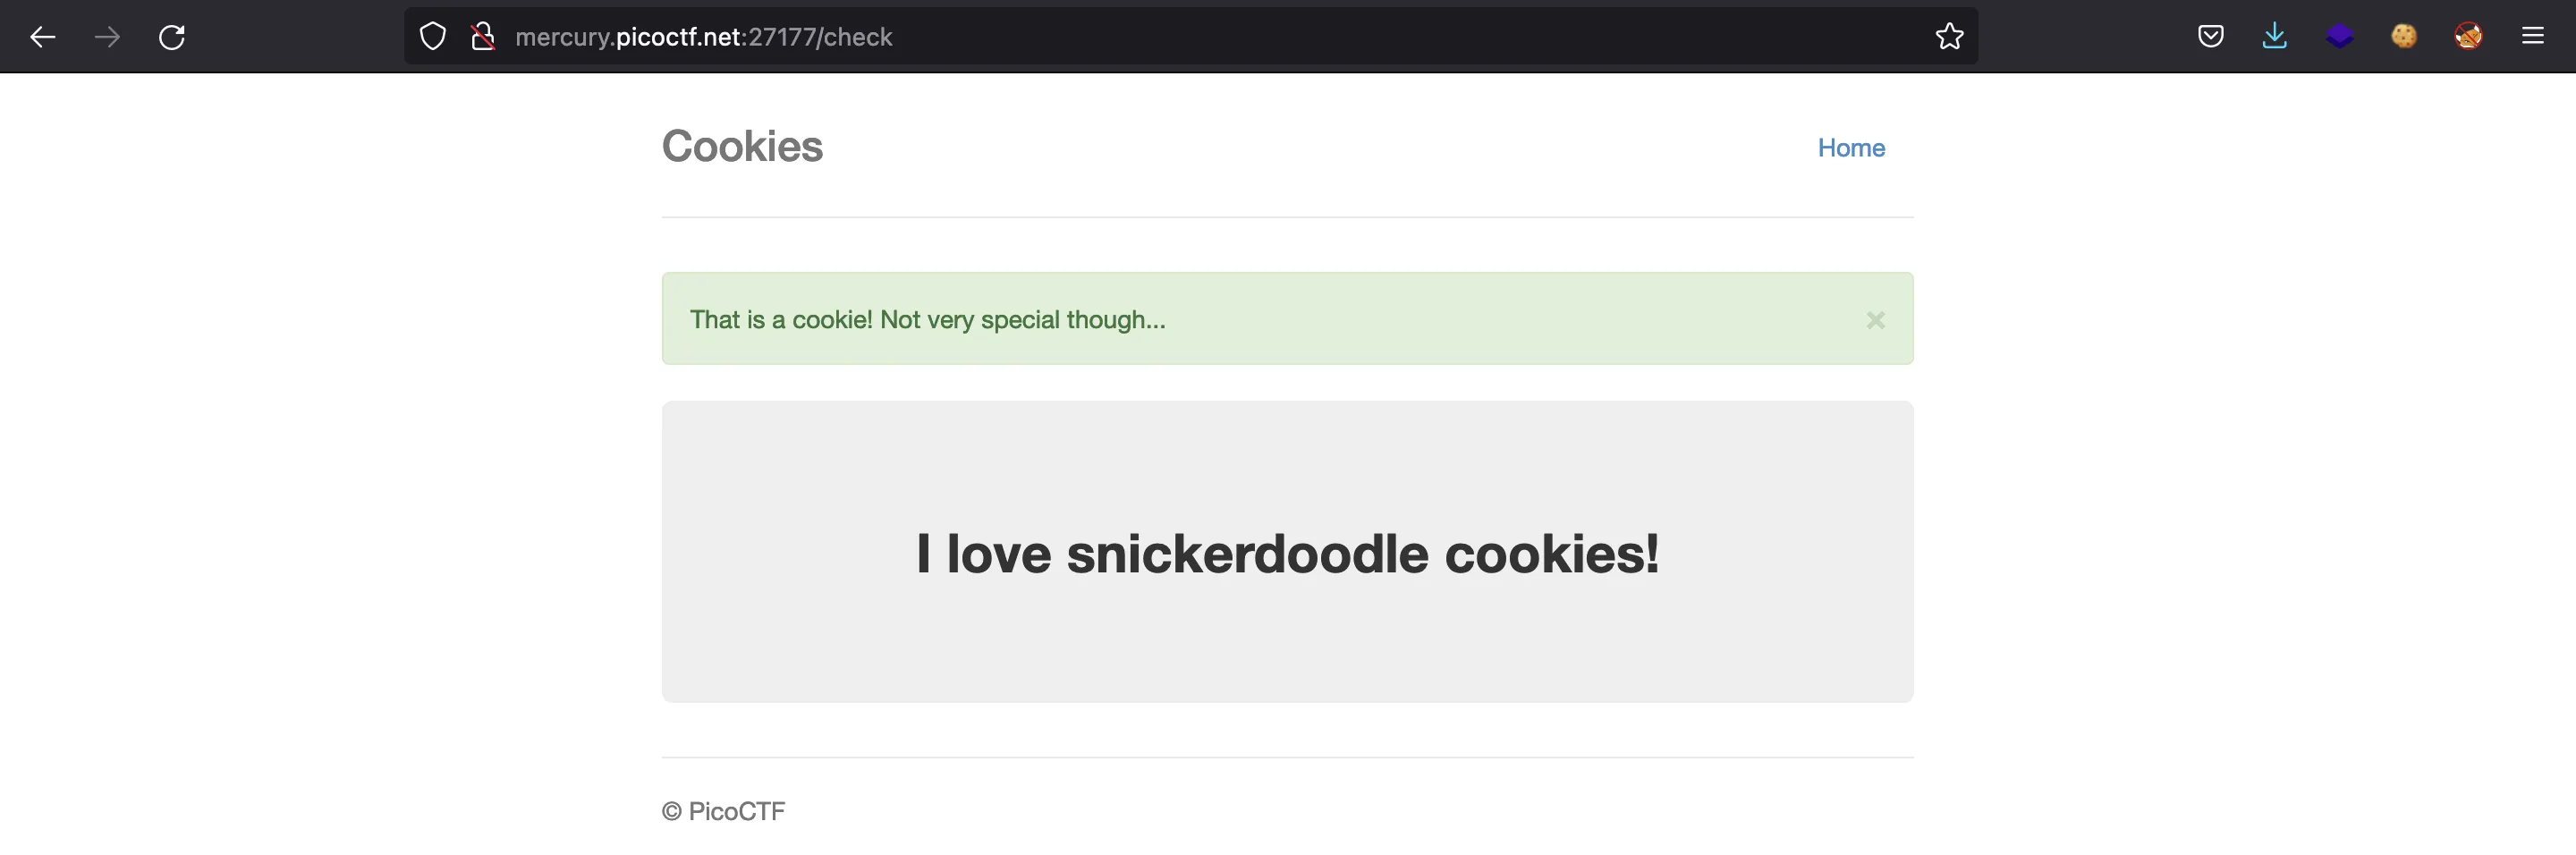 mercury.picoctf.net:27177/check
Cookies
Home
That is a cookie! Not very special though...
×
I love snickerdoodle cookies!
© PicoCTF